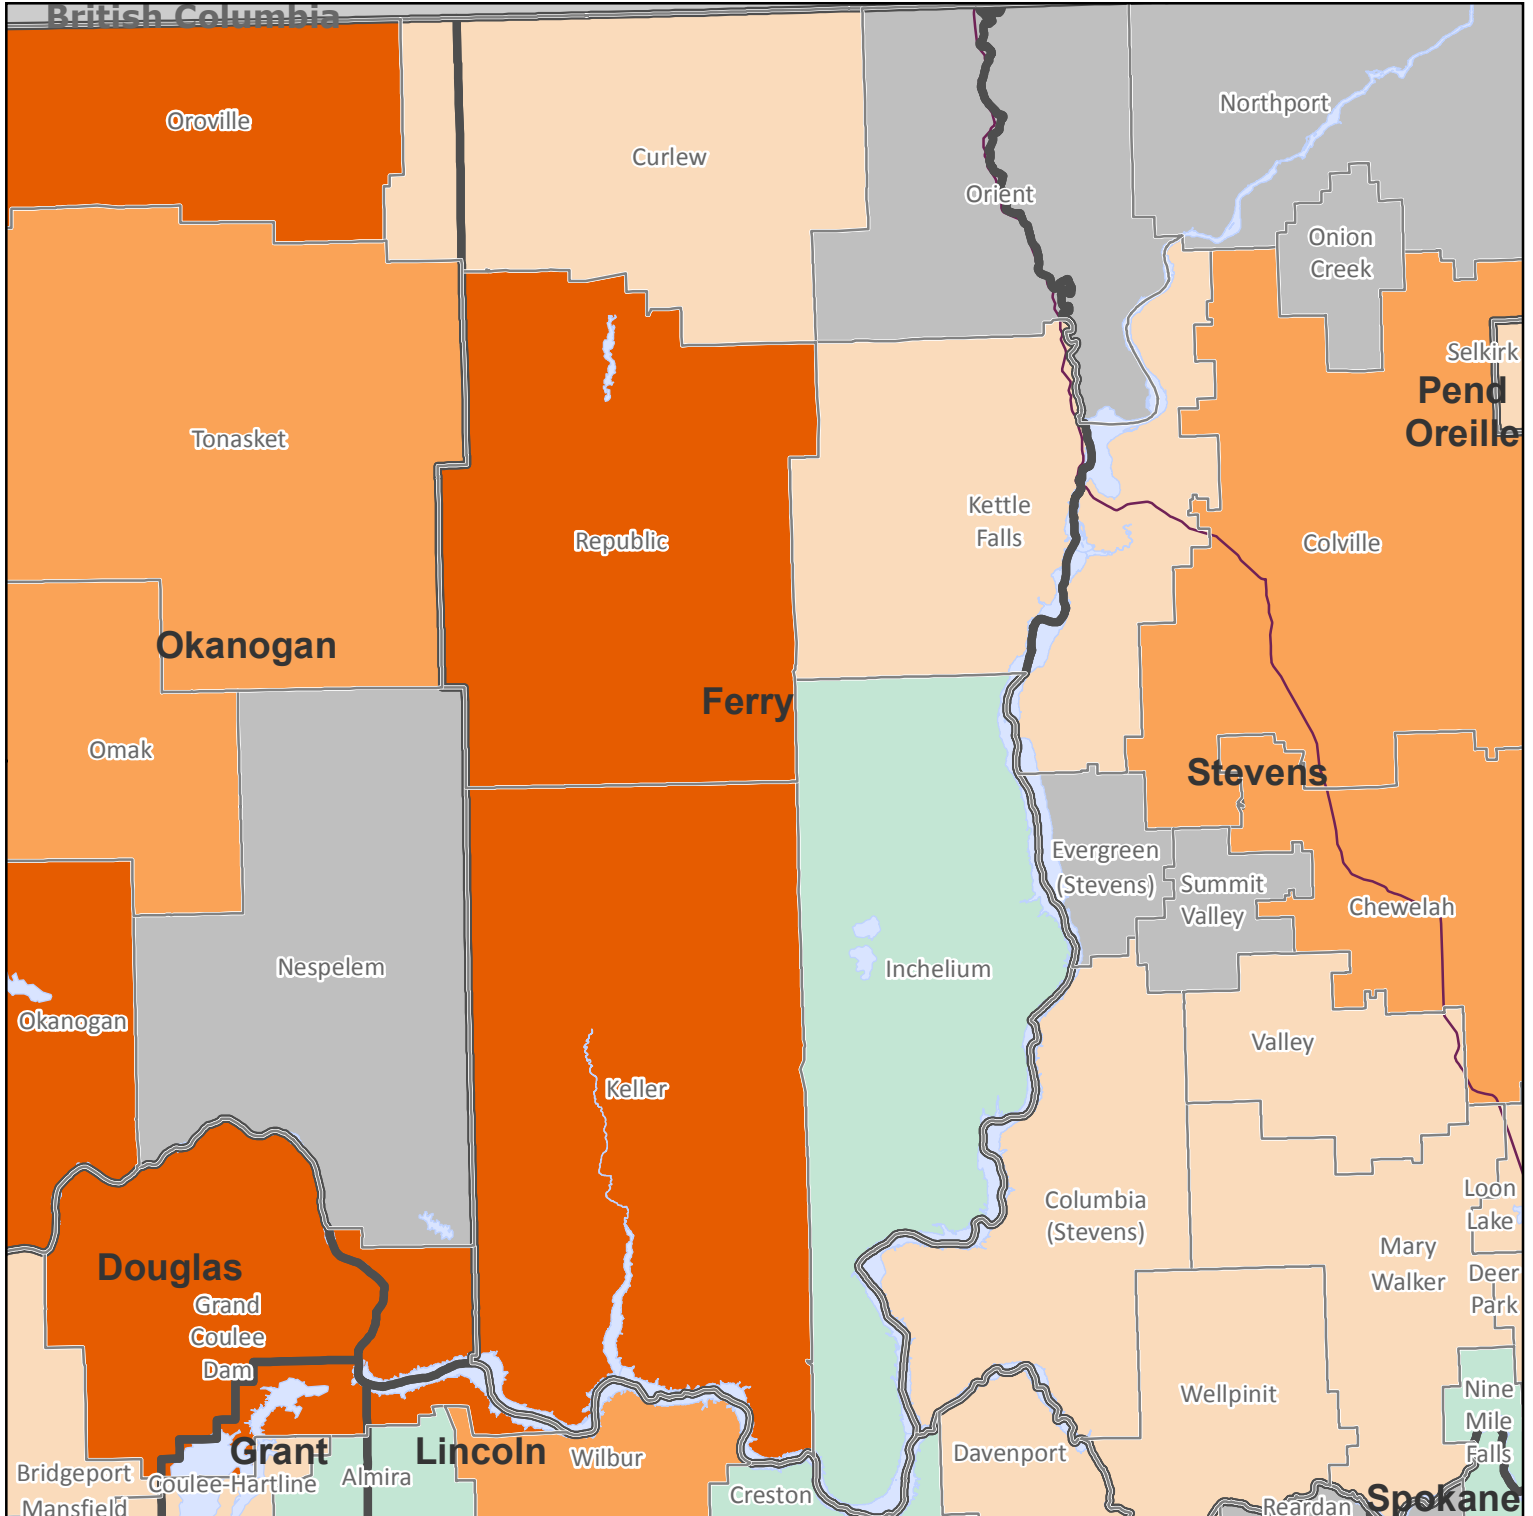 British Columbia
Oroville
Curlew
Northport
Orient
Onion
Creek
Selkirk
Pend
Oreille
Tonasket
Republic
Kettle
Falls
Colville
Okanogan
Ferry
Omak
Stevens
Evergreen
(Stevens)
Summit
Valley
Chewelah
Nespelem
Inchelium
Okanogan
Valley
Keller
Columbia
(Stevens)
Loon
Lake
Mary
Walker
Douglas
Deer
Park
Grand
Coulee
Dam
Wellpinit
Nine
Mile
Falls
Grant
Lincoln
Wilbur
Davenport
Bridgeport
Coulee-Hartline
Almira
Creston
Mansfield
Reardan
Spokane